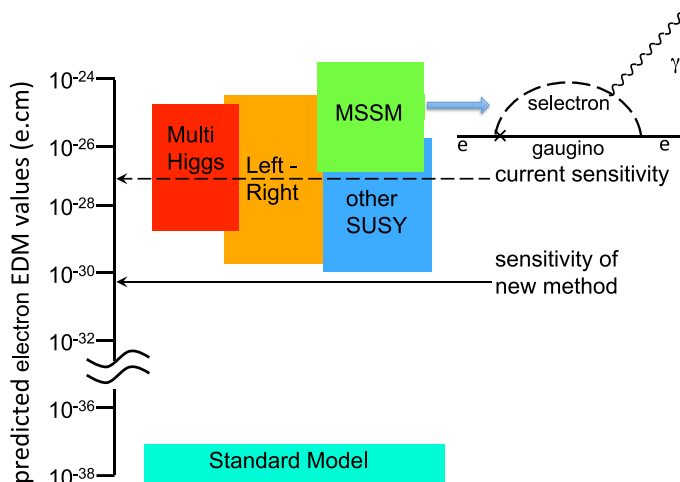 predicted electron EDM values (e.cm)
10-24
10-26
10-28
10-30
10-32
10-36
10-38
Multi
Higgs
Left -
Right
MSSM
other
SUSY
Standard Model
γ
selectron
e
gaugino
e
current sensitivity
sensitivity of
new method